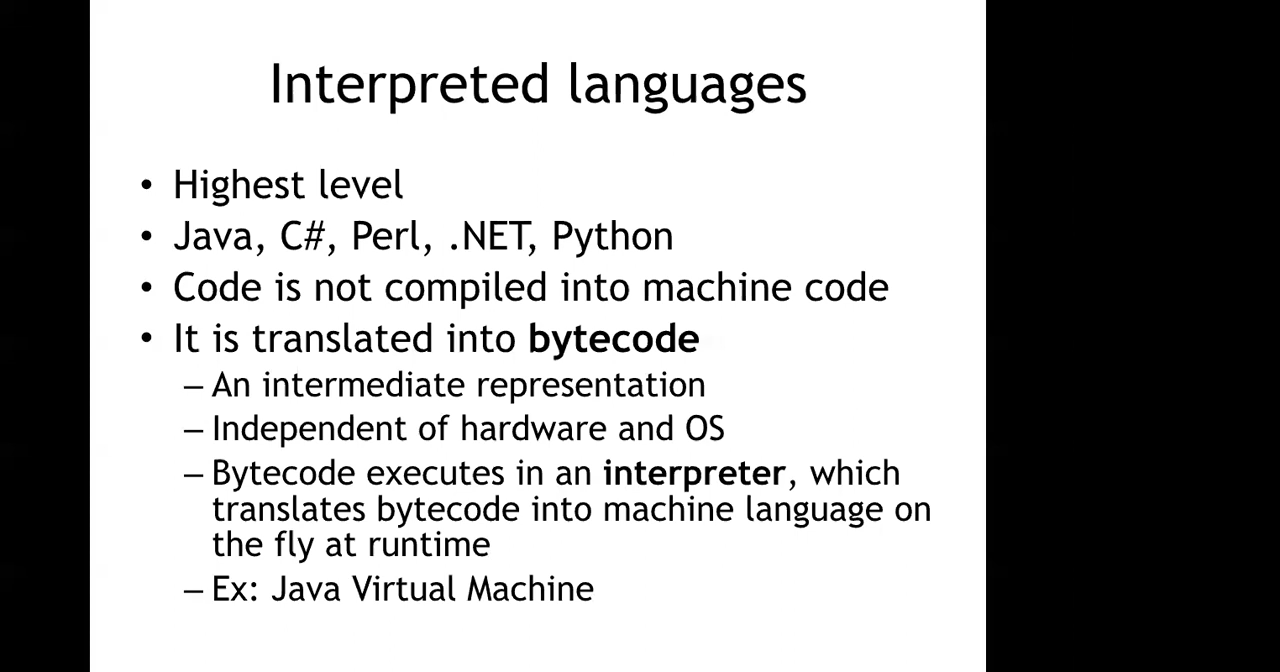 Interpreted languages
• Highest level
• Java, C#, Perl, .NET, Python
• Code is not compiled into machine code
• It is translated into bytecode
– An intermediate representation
– Independent of hardware and OS
– Bytecode executes in an interpreter, which
translates bytecode into machine language on
the fly at runtime
– Ex: Java Virtual Machine